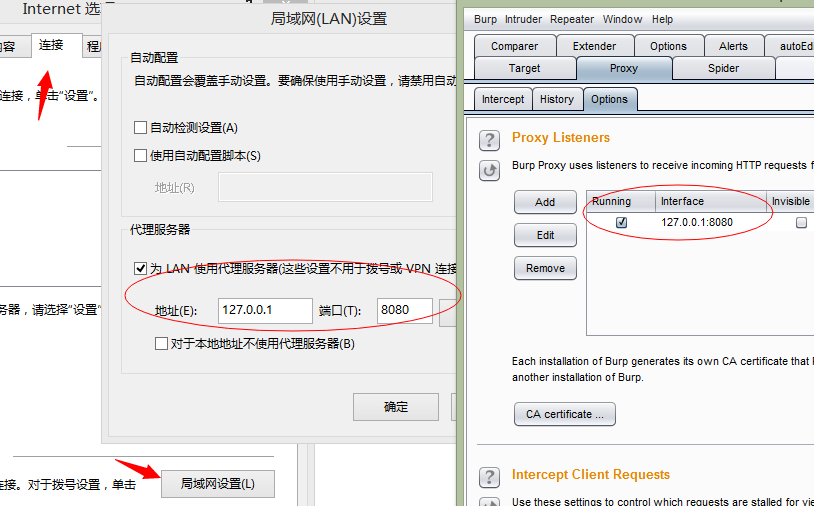 Internet 选
内容
连接
程序
连接，单击“设置”。
服务器，请选择“设置”
连接。对于拨号设置，单击
局域网设置(L)
局域网(LAN)设置
自动配置
自动配置会覆盖手动设置。要确保使用手动设置，请禁用自动
自动检测设置(A)
使用自动配置脚本(S)
地址(R)
代理服务器
为 LAN 使用代理服务器(这些设置不用于拨号或 VPN 连接
地址(E): 127.0.0.1 端口(T): 8080
对于本地地址不使用代理服务器(B)
确定
Burp Intruder Repeater Window Help
Comparer Extender Options Alerts autoEd
Target Proxy Spider
Intercept History Options
? Proxy Listeners
Burp Proxy uses listeners to receive incoming HTTP requests f
Add Running Interface Invisible
127.0.0.1:8080
Edit
Remove
Each installation of Burp generates its own CA certificate that
another installation of Burp.
CA certificate ...
? Intercept Client Requests
Use these settings to control which requests are stalled for vie